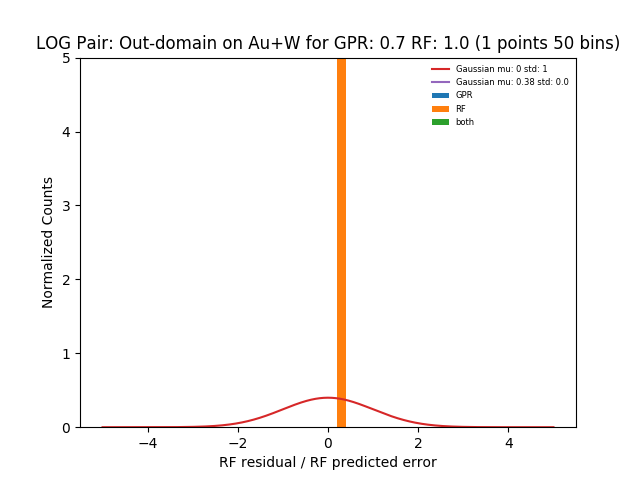 LOG Pair: Out-domain on Au+W for GPR: 0.7 RF: 1.0 (1 points 50 bins)
Gaussian mu: 0 std: 1
Gaussian mu: 0.38 std: 0.0
GPR
RF
both
Normalized Counts
5
4
3
2
1
0
−4
−2
0
2
4
RF residual / RF predicted error